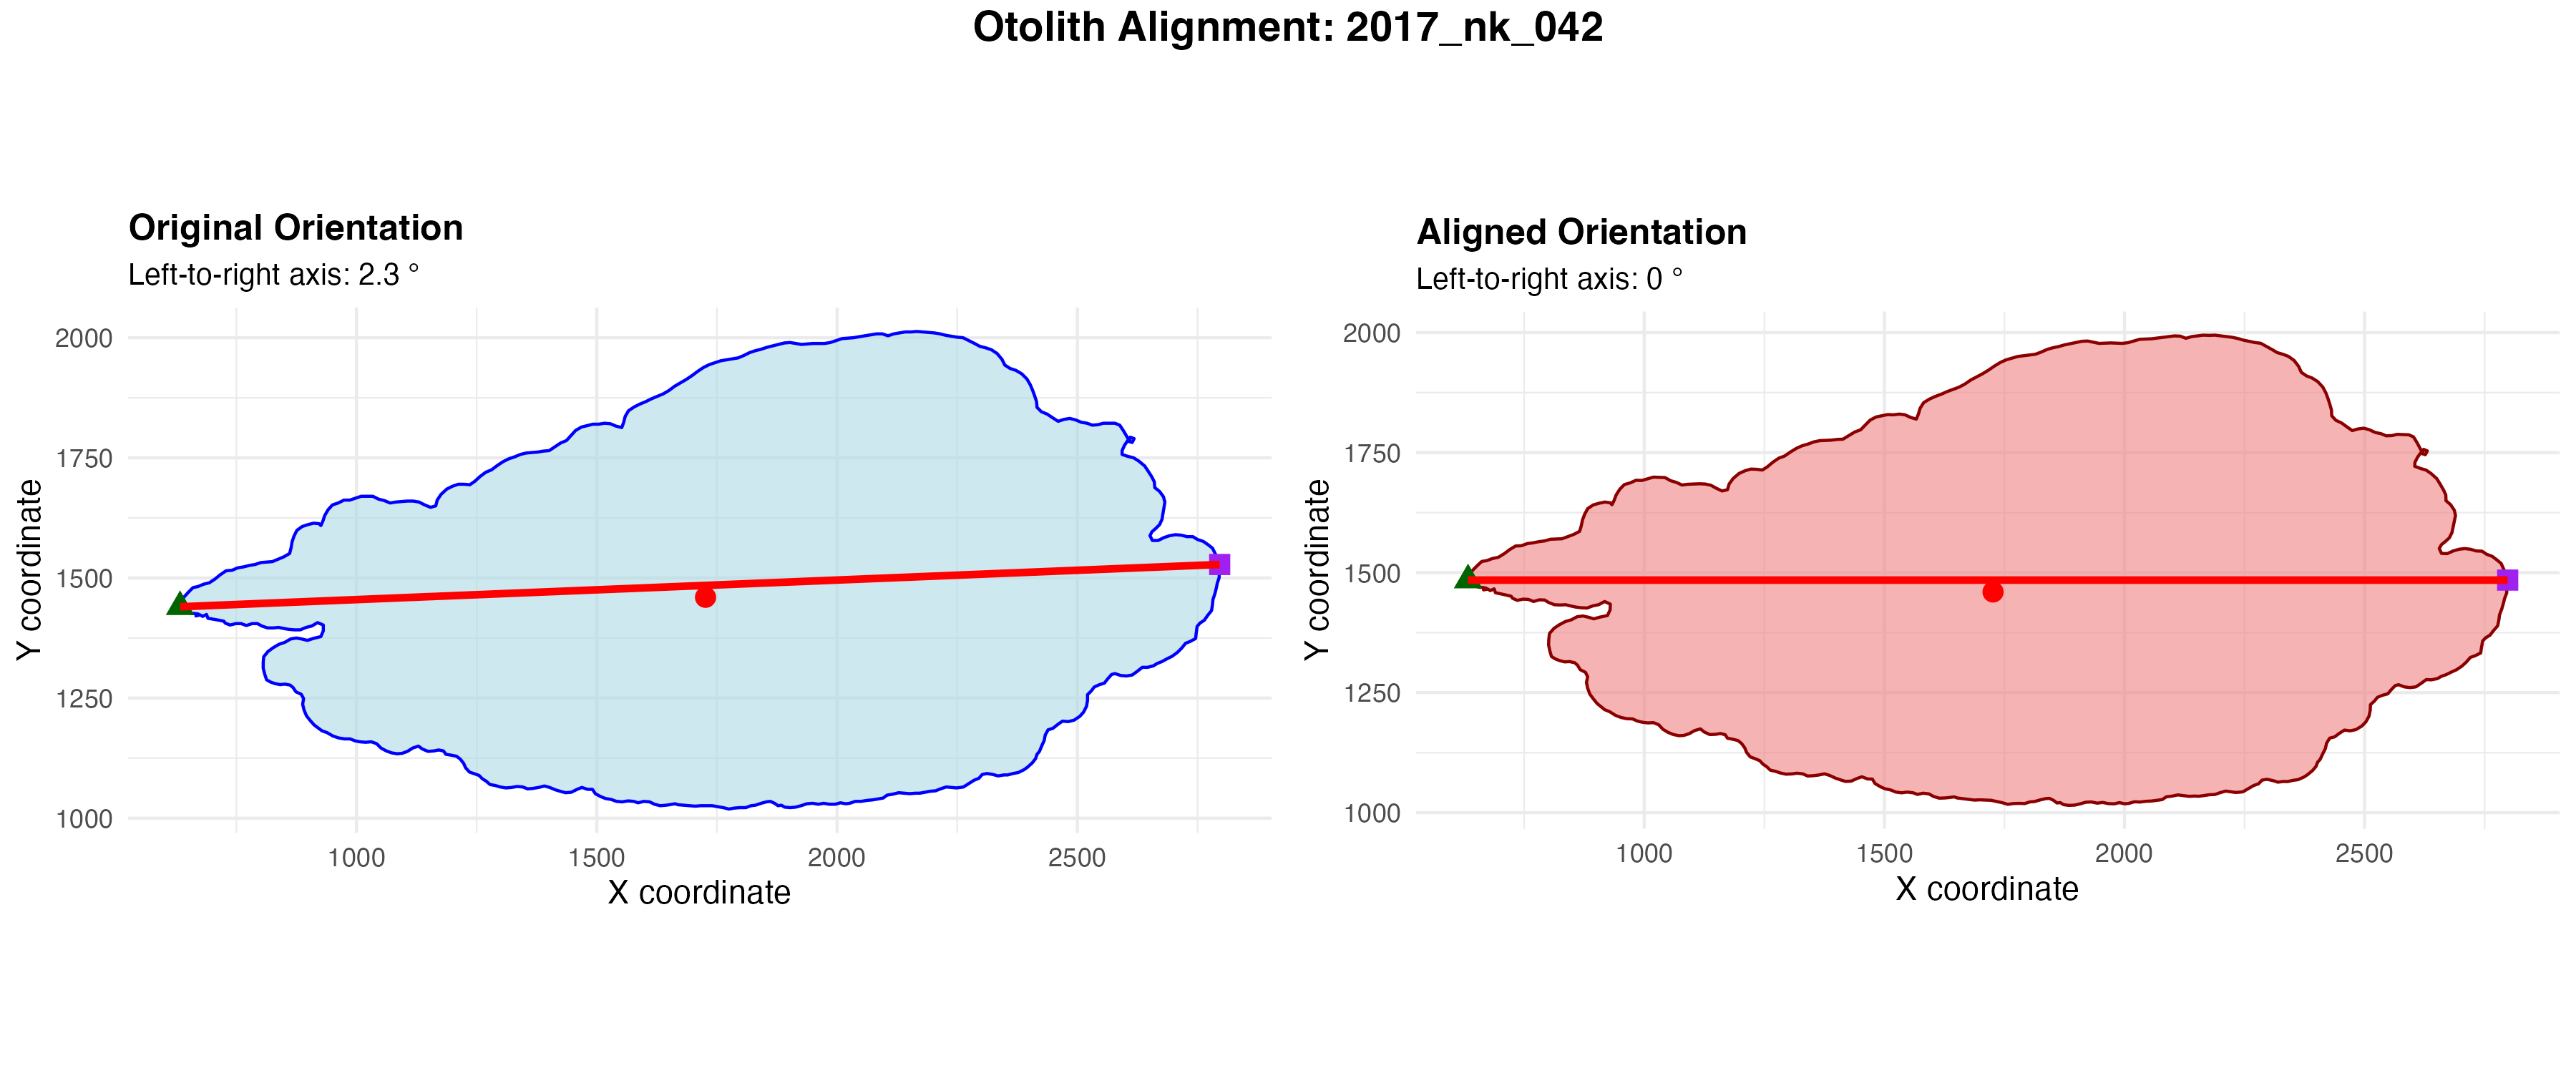 Otolith Alignment: 2017_nk_042
Original Orientation
Left-to-right axis: 2.3 °
2000
1750
1500
1250
1000
Y coordinate
1000 1500 2000 2500
X coordinate
Aligned Orientation
Left-to-right axis: 0 °
2000
1750
1500
1250
1000
Y coordinate
1000 1500 2000 2500
X coordinate